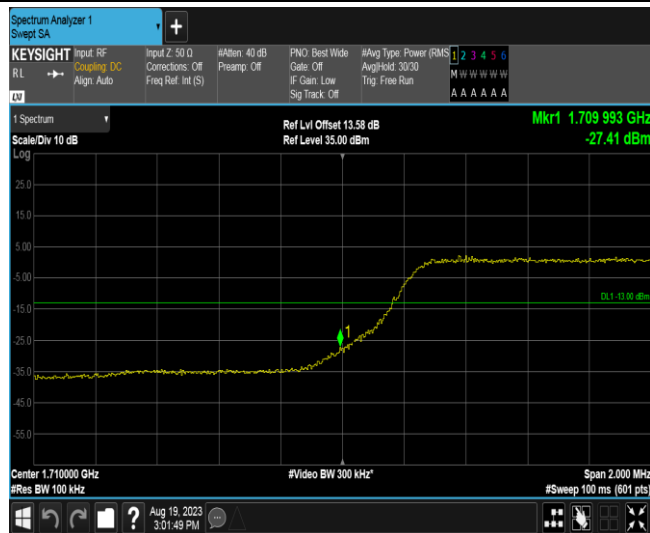 Spectrum Analyzer 1
Swept SA
KEYSIGHT
RL
LXI
Input: RF
Coupling: DC
Align: Auto
Input Z: 50 Ω
Corrections: Off
Freq Ref: Int (S)
#Atten: 40 dB
Preamp: Off
PNO: Best Wide
Gate: Off
IF Gain: Low
Sig Track: Off
#Avg Type: Power (RMS
Avg|Hold: 30/30
Trig: Free Run
1 2 3 4 5 6
M W W W W W
A A A A A A
1 Spectrum
Scale/Div 10 dB
Ref Lvl Offset 13.58 dB
Ref Level 35.00 dBm
Mkr1 1.709 993 GHz
-27.41 dBm
Log
25.0
15.0
5.00
-5.00
-15.0
-25.0
-35.0
-45.0
-55.0
DL1 -13.00 dBm
1
Center 1.710000 GHz
#Res BW 100 kHz
#Video BW 300 kHz*
Span 2.000 MHz
#Sweep 100 ms (601 pts)
?
Aug 19, 2023
3:01:49 PM